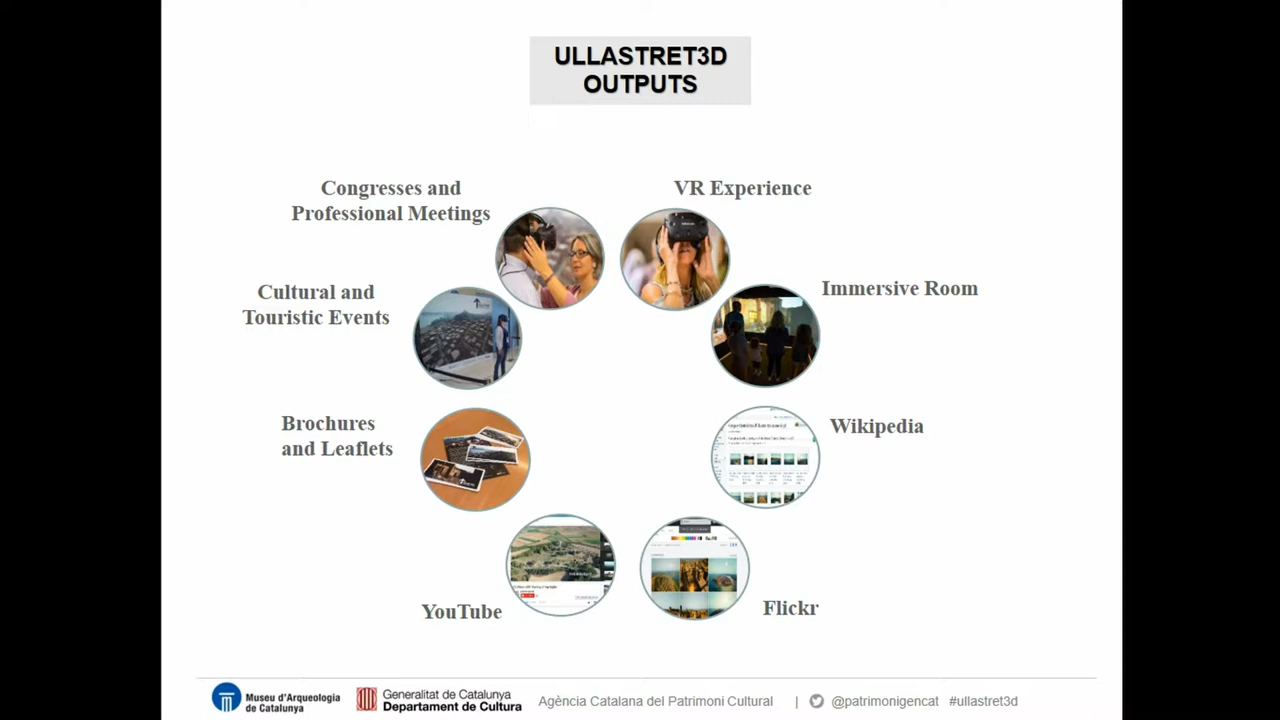 ULLASTRET3D
OUTPUTS
Congresses and
Professional Meetings
VR Experience
Cultural and
Touristic Events
Immersive Room
Brochures
and Leaflets
Wikipedia
YouTube
Flickr
Museu d'Arqueologia
de Catalunya
Generalitat de Catalunya
Departament de Cultura
Agència Catalana del Patrimoni Cultural | @patrimonigencat #ullastret3d